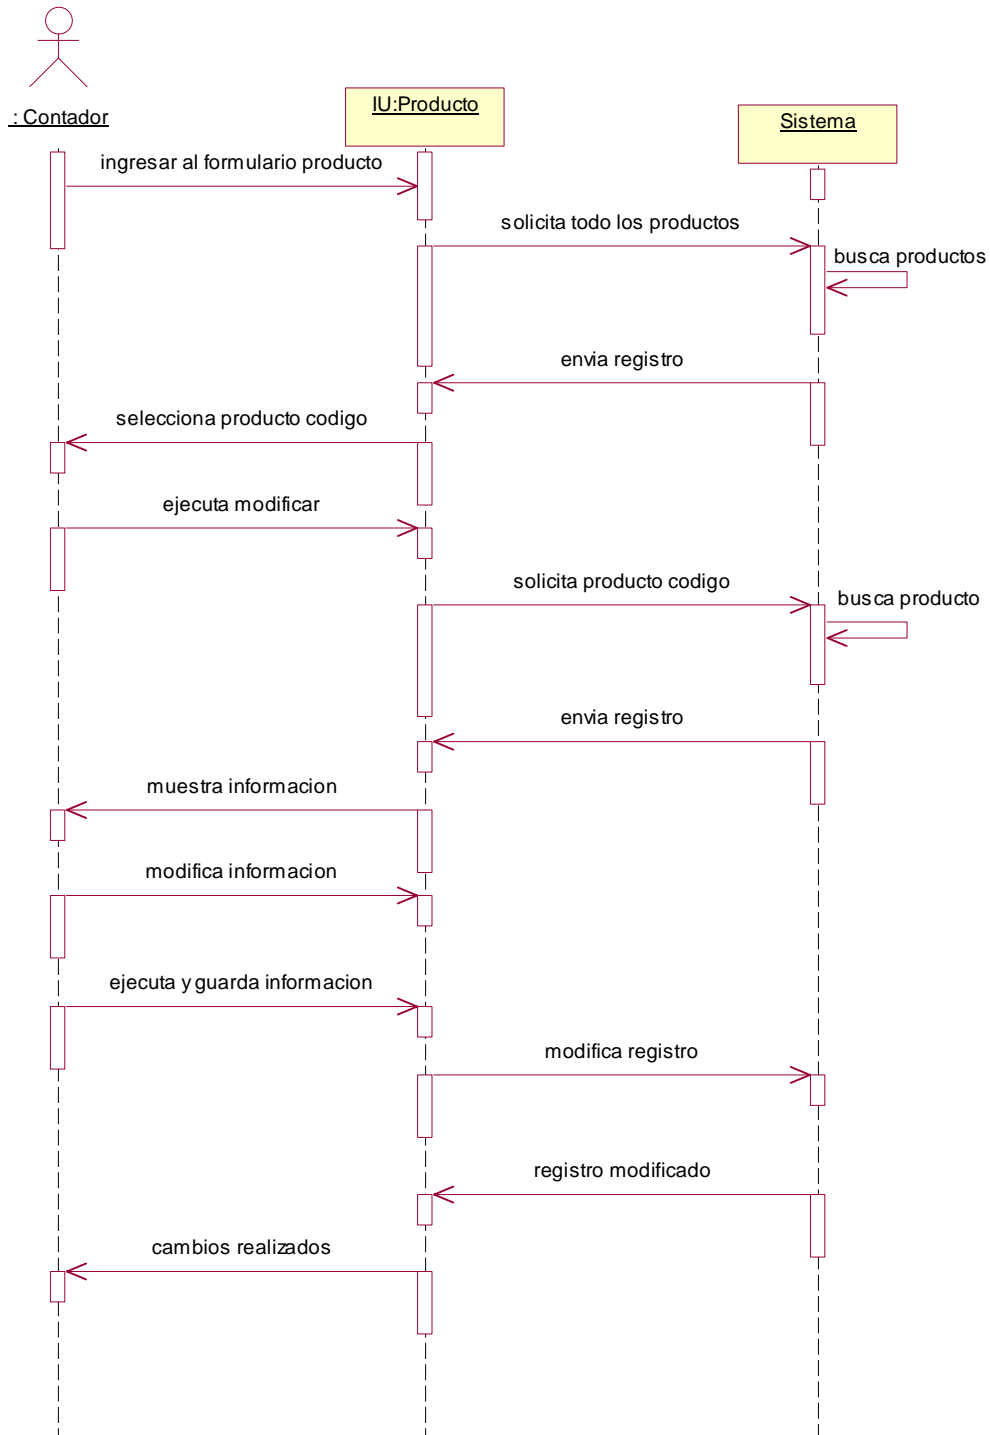 : Contador
IU:Producto
Sistema
ingresar al formulario producto
solicita todo los productos
busca productos
envia registro
selecciona producto codigo
ejecuta modificar
solicita producto codigo
busca producto
envia registro
muestra informacion
modifica informacion
ejecuta y guarda informacion
modifica registro
registro modificado
cambios realizados